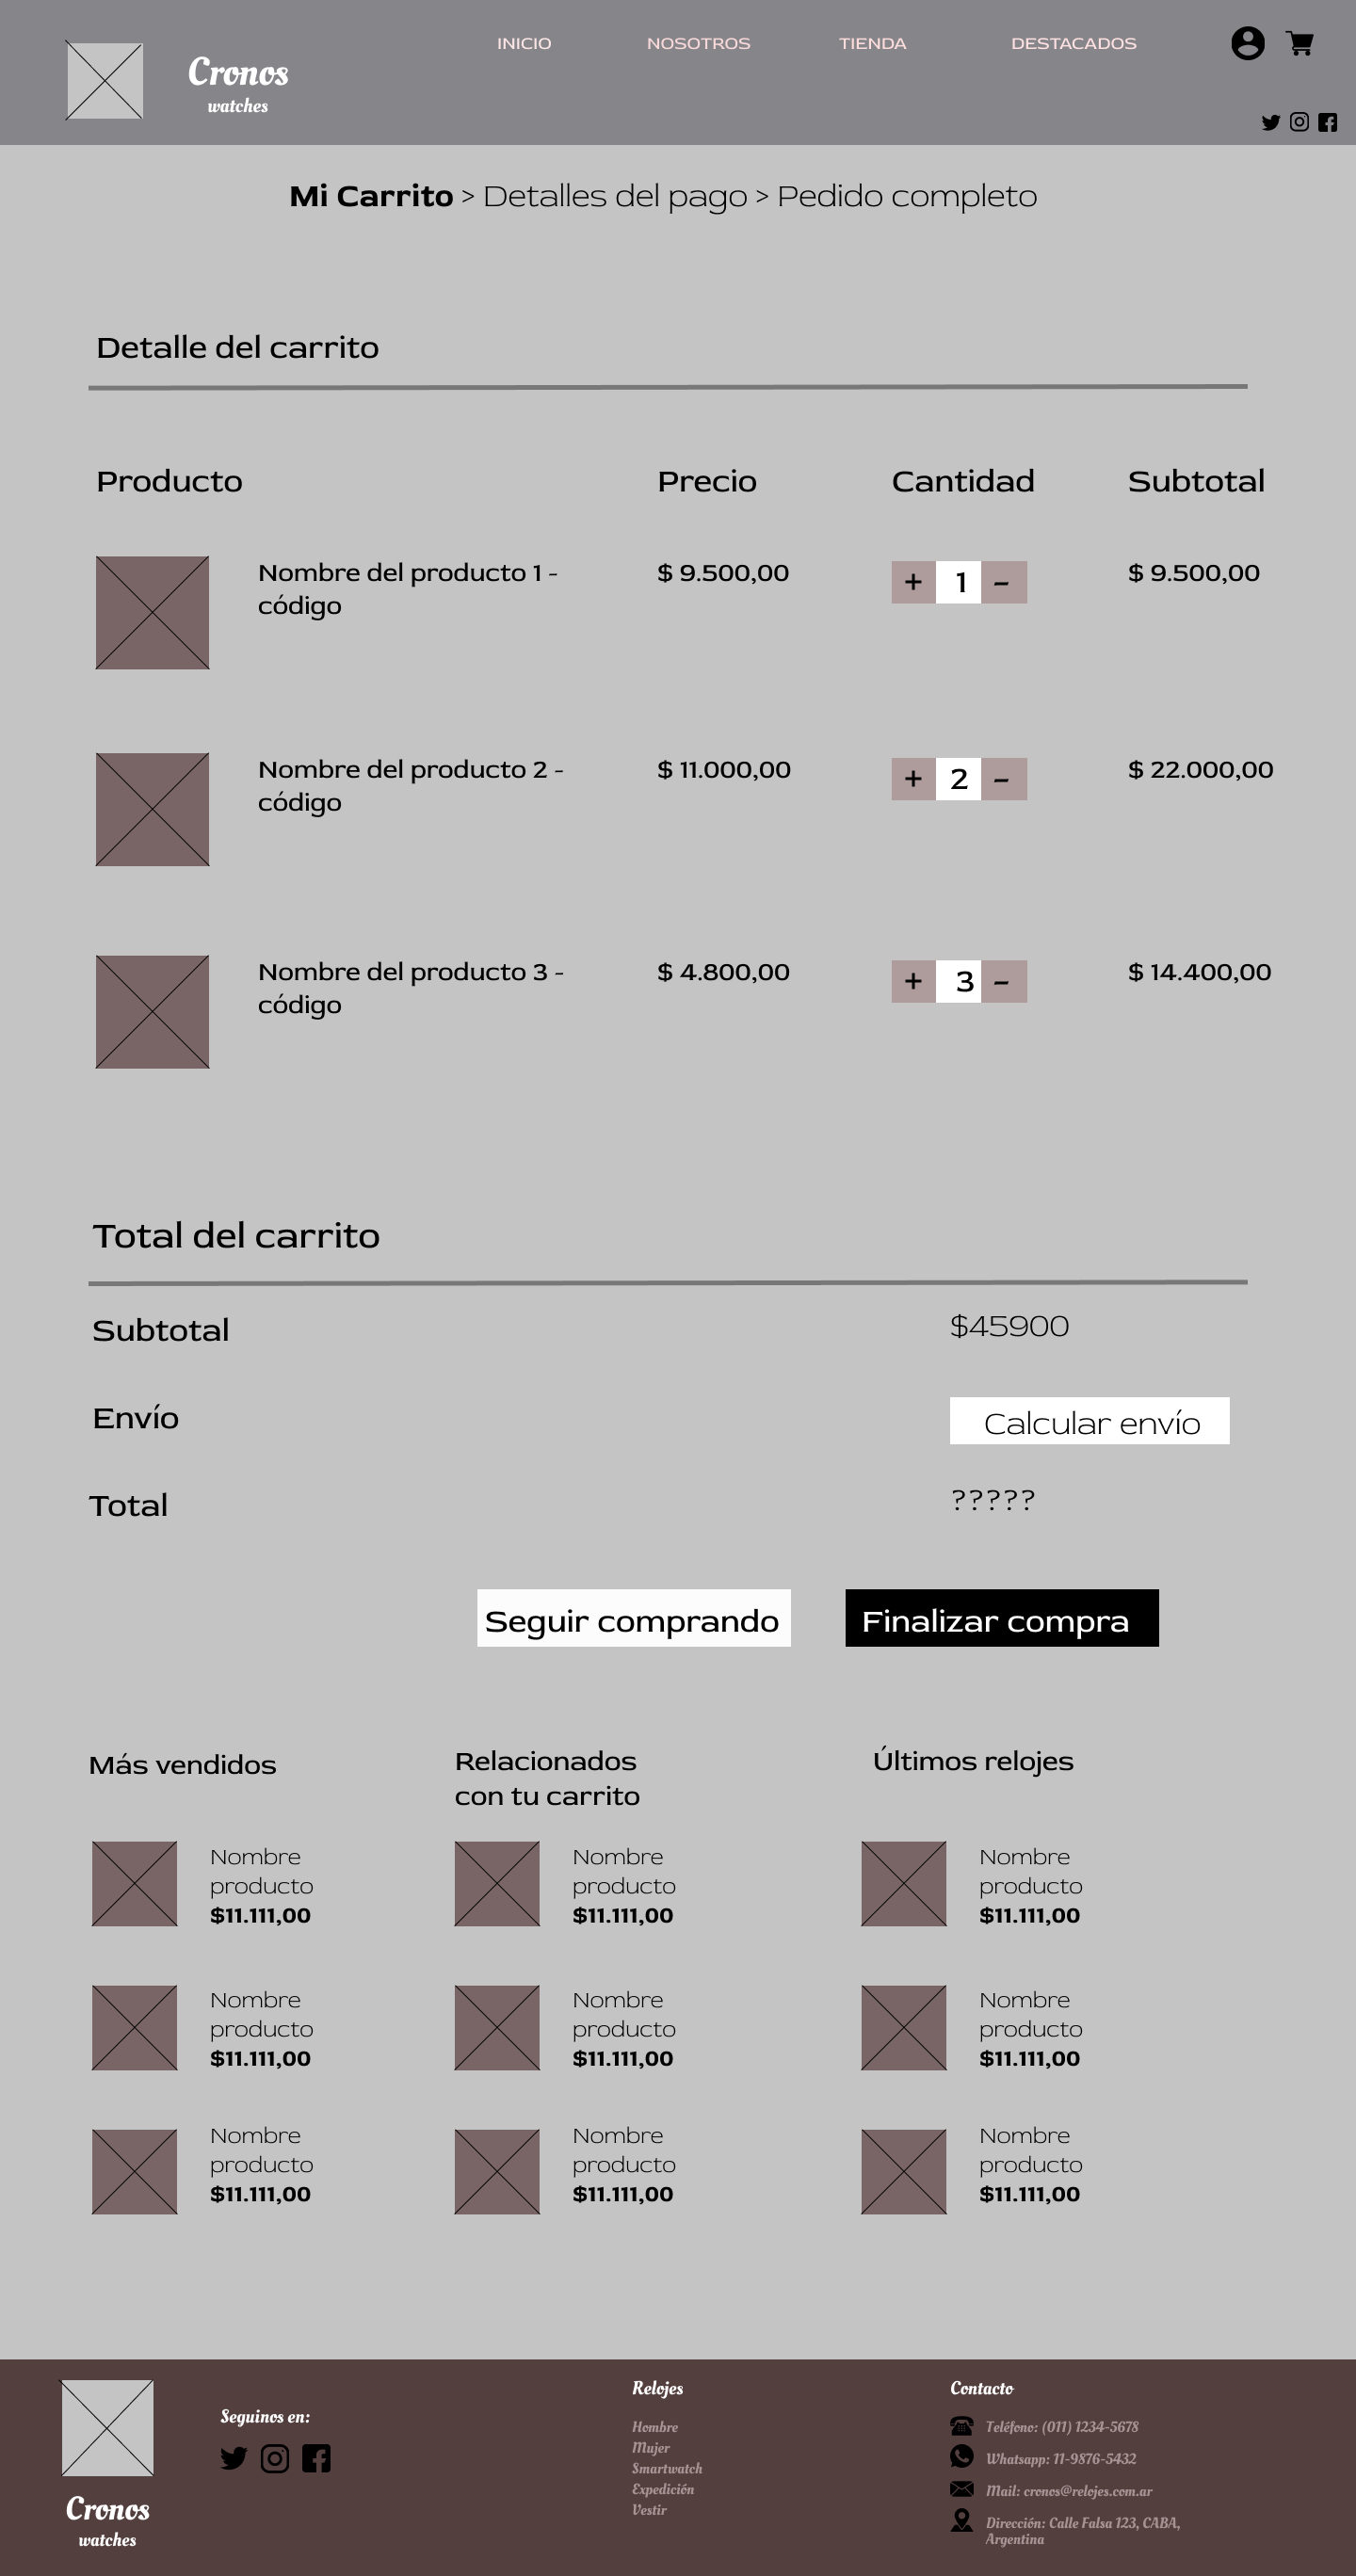 INICIO NOSOTROS TIENDA DESTACADOS
Cronos
watches
Mi Carrito > Detalles del pago > Pedido completo
Detalle del carrito
Producto Precio Cantidad Subtotal
Nombre del producto 1 - $ 9.500,00 + 1 - $ 9.500,00
código
Nombre del producto 2 - $ 11.000,00 + 2 - $ 22.000,00
código
Nombre del producto 3 - $ 4.800,00 + 3 - $ 14.400,00
código
Total del carrito
Subtotal $45900
Envío Calcular envío
Total ?????
Seguir comprando Finalizar compra
Más vendidos
Nombre
producto
$11.111,00
Nombre
producto
$11.111,00
Nombre
producto
$11.111,00
Relacionados
con tu carrito
Nombre
producto
$11.111,00
Nombre
producto
$11.111,00
Nombre
producto
$11.111,00
Últimos relojes
Nombre
producto
$11.111,00
Nombre
producto
$11.111,00
Nombre
producto
$11.111,00
Cronos
watches
Seguinos en:
Relojes
Hombre
Mujer
Smartwatch
Expedición
Vestir
Contacto
Teléfono: (011) 1234-5678
Whatsapp: 11-9876-5432
Mail: cronos@relojes.com.ar
Dirección: Calle Falsa 123, CABA,
Argentina